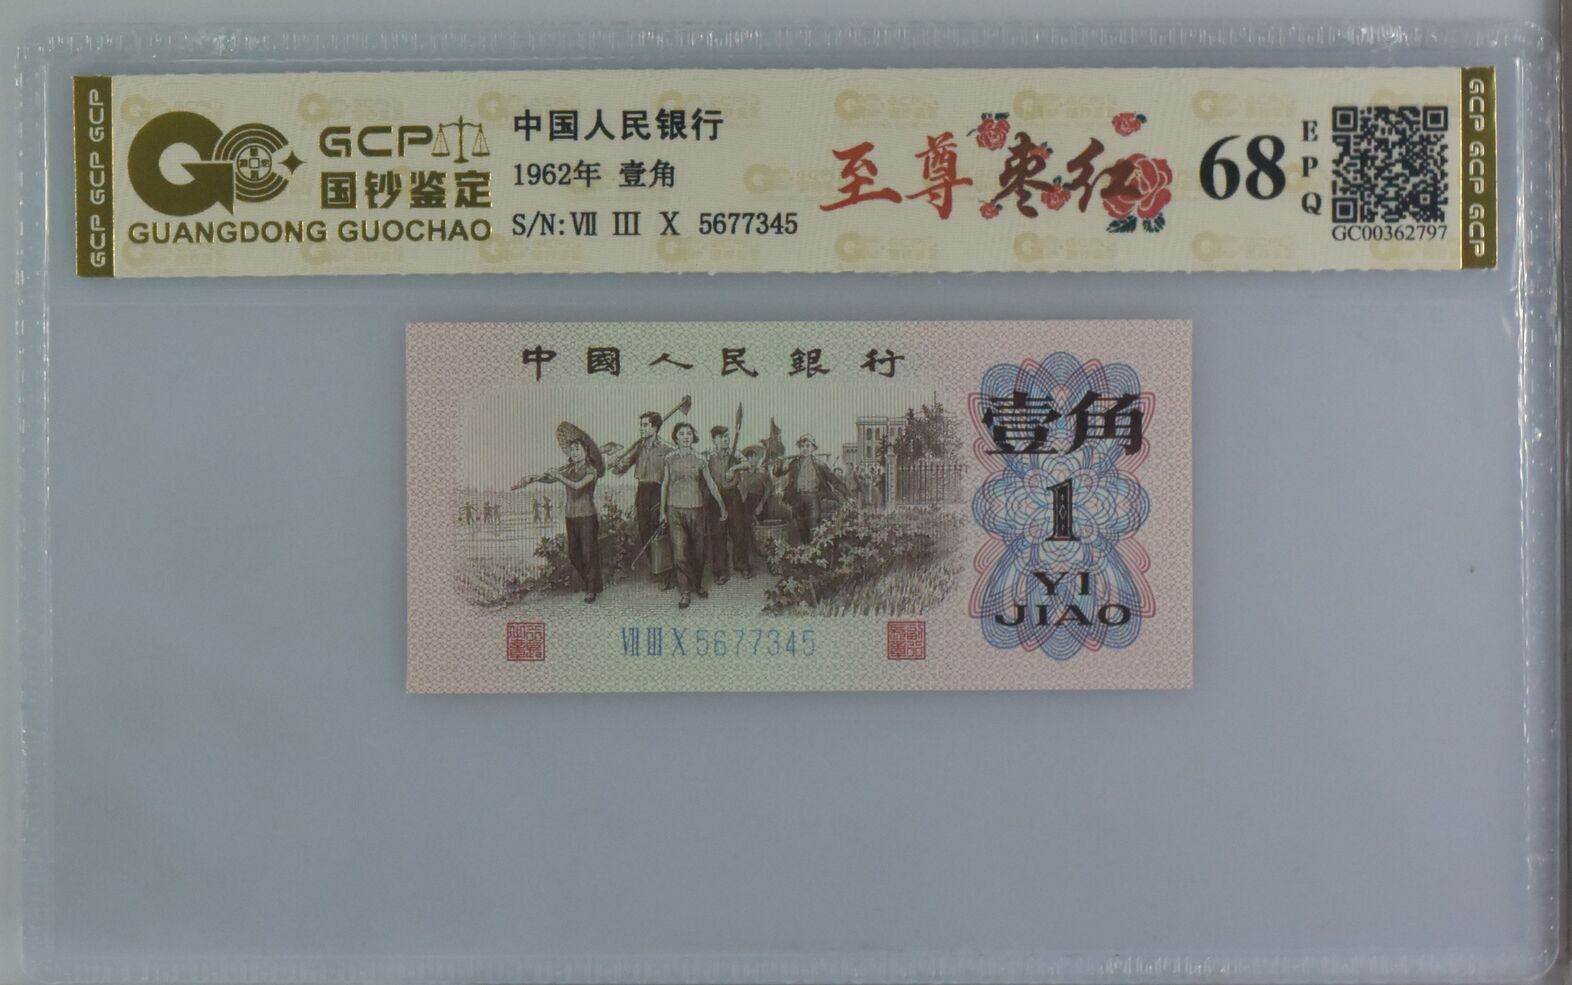 GCP GCP GCP
GCP
国钞鉴定
GUANGDONG GUOCHAO
中国人民银行
1962年 壹角
S/N:Ⅶ Ⅲ X 5677345
至尊枣红
68
EPQ
GC00362797
GCP GCP GCP
中國人民銀行
壹角
1
YI
JIAO
Ⅶ Ⅲ X 5677345